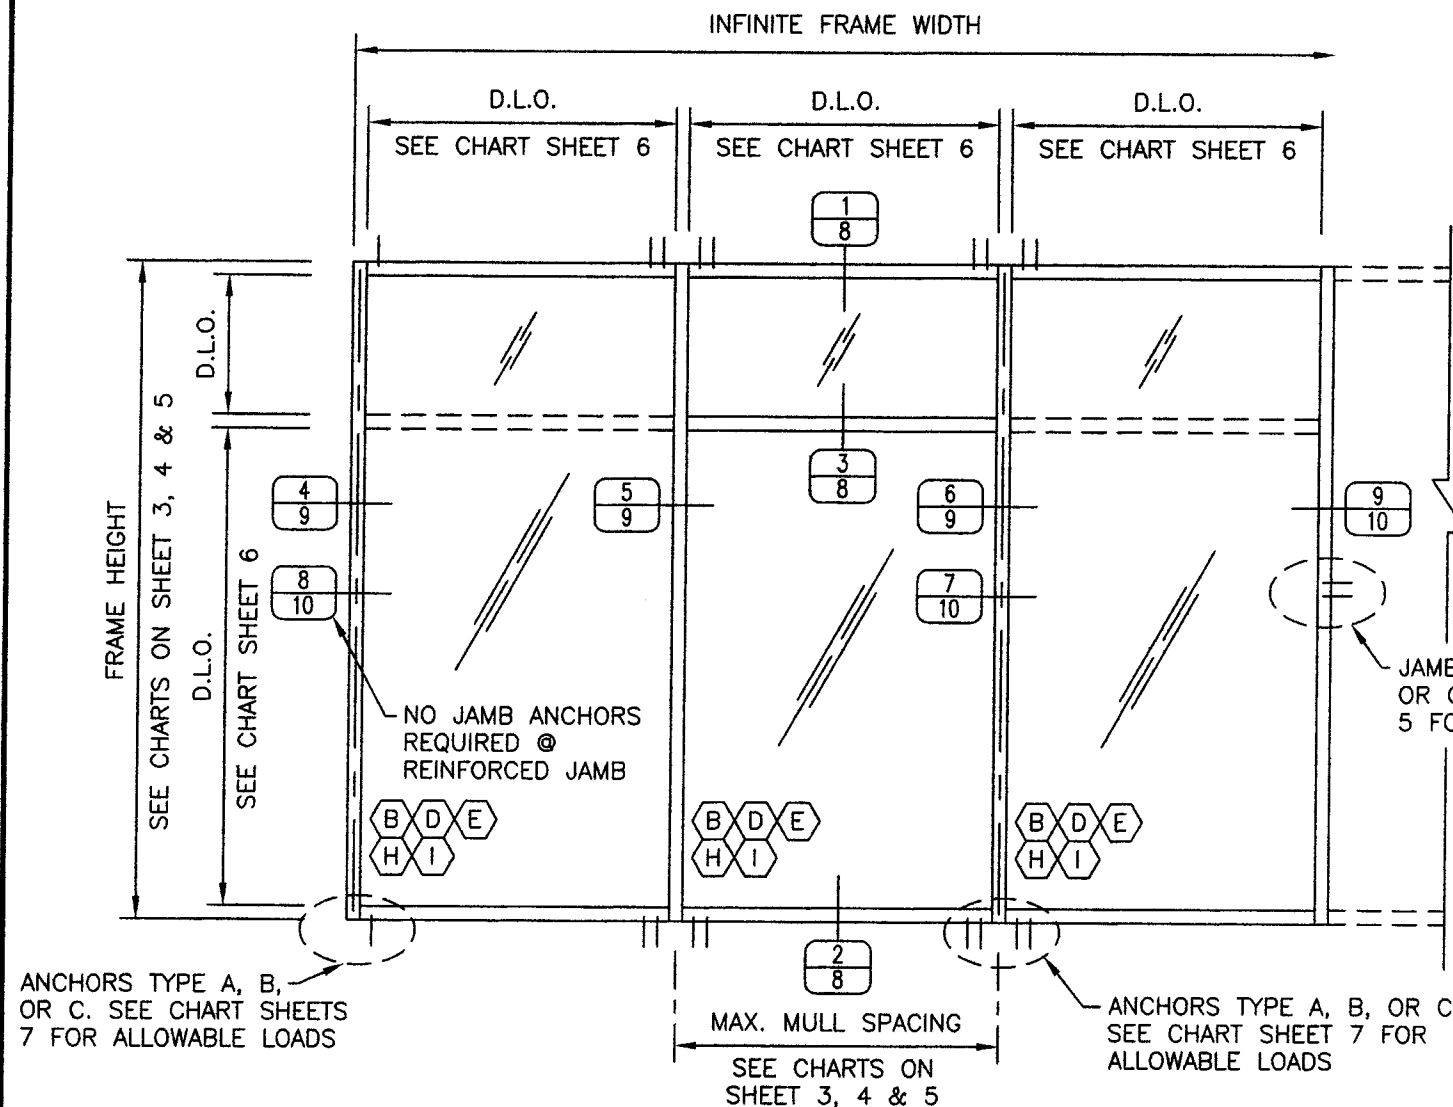 INFINITE FRAME WIDTH
D.L.O.
SEE CHART SHEET 6
D.L.O.
SEE CHART SHEET 6
D.L.O.
SEE CHART SHEET 6
1
8
FRAME HEIGHT
SEE CHARTS ON SHEET 3, 4 & 5
D.L.O.
D.L.O.
SEE CHART SHEET 6
3
8
4
9
5
9
6
9
9
10
8
10
7
10
NO JAMB ANCHORS
REQUIRED @
REINFORCED JAMB
OR
5
B D E
H I
B D E
H I
B D E
H I
2
8
ANCHORS TYPE A, B,
OR C. SEE CHART SHEETS
7 FOR ALLOWABLE LOADS
MAX. MULL SPACING
SEE CHARTS ON
SHEET 3, 4 & 5
ANCHORS TYPE A, B, OR C
SEE CHART SHEET 7 FOR
ALLOWABLE LOADS